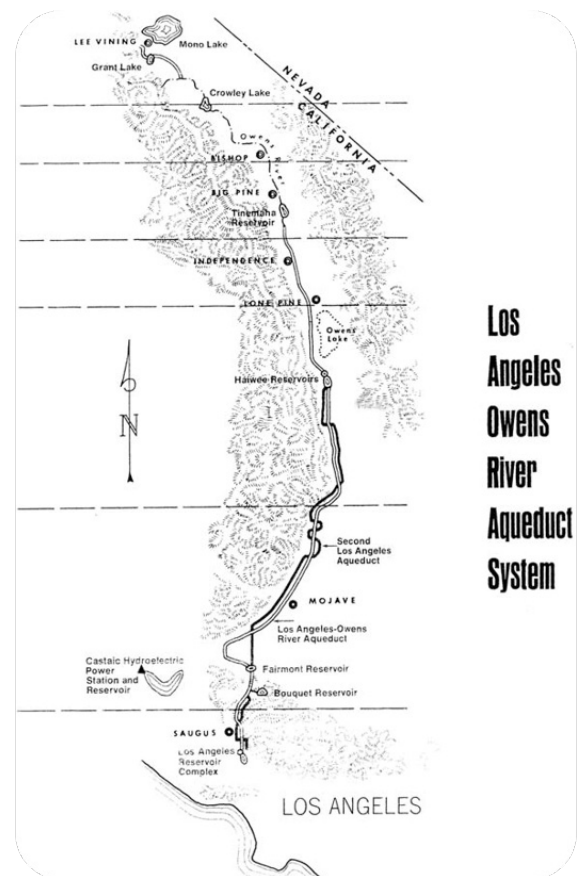 LEE VINING
Mono Lake
Grant Lake
Crowley Lake
NEVADA
CALIFORNIA
Owens River
BISHOP
BIG PINE
Tinemaha
Reservoir
INDEPENDENCE
LONE PINE
Owens
Lake
Haiwee Reservoirs
N
Second
Los Angeles
Aqueduct
MOJAVE
Los Angeles-Owens
River Aqueduct
Castaic Hydroelectric
Power
Station and
Reservoir
Fairmont Reservoir
Bouquet Reservoir
SAUGUS
Los Angeles
Reservoir
Complex
LOS ANGELES
Los
Angeles
Owens
River
Aqueduct
System